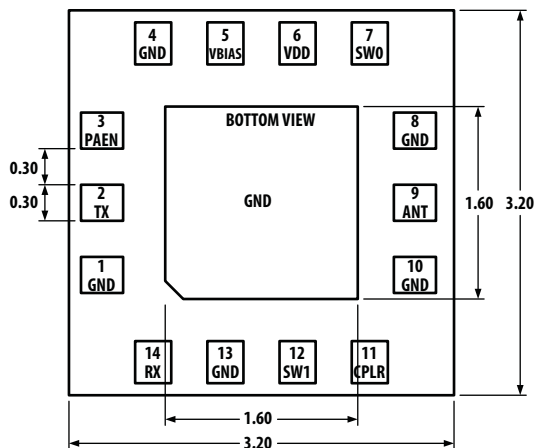 4
GND
5
VBIAS
6
VDD
7
SW0
3
PAEN
BOTTOM VIEW
8
GND
0.30
0.30
2
TX
GND
9
ANT
1.60
3.20
1
GND
10
GND
14
RX
13
GND
12
SW1
11
CPLR
1.60
3.20